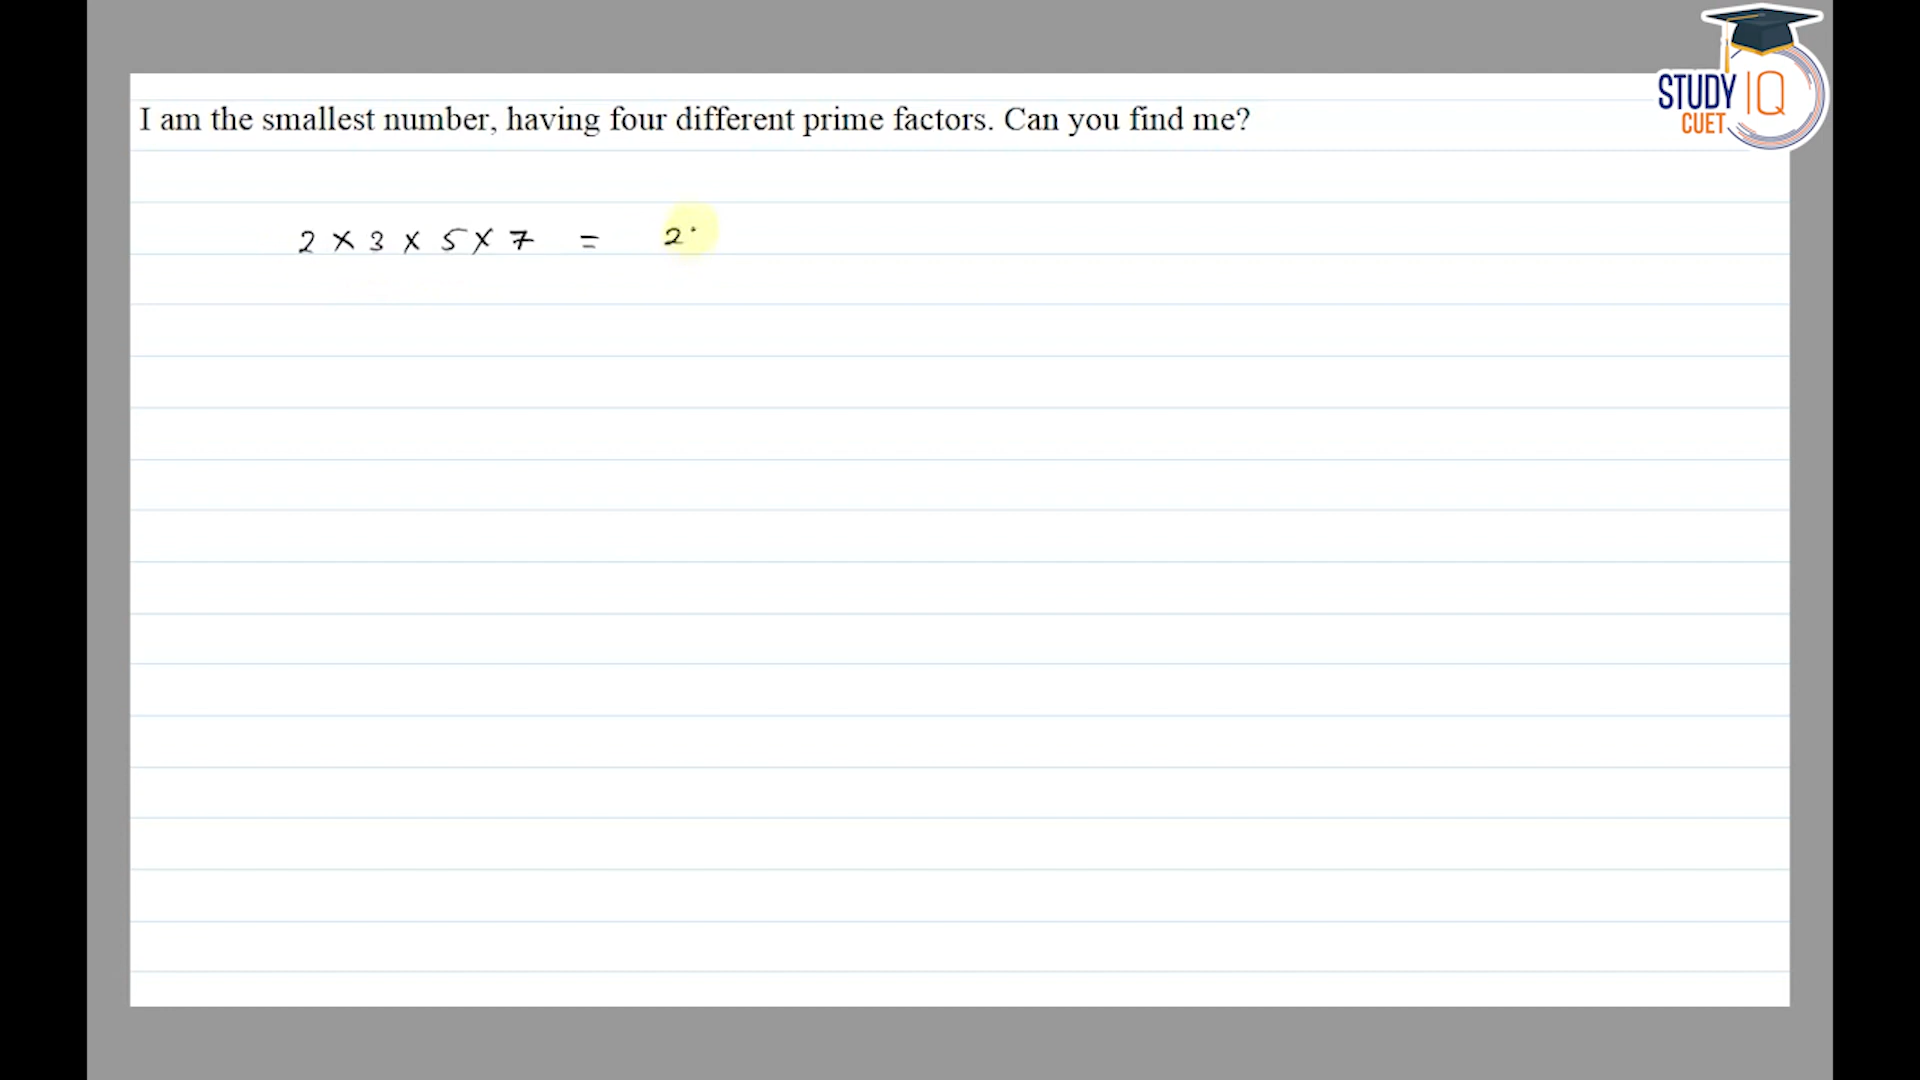 STUDY IQ
CUET
I am the smallest number, having four different prime factors. Can you find me?
2 × 3 × 5 × 7 = 2